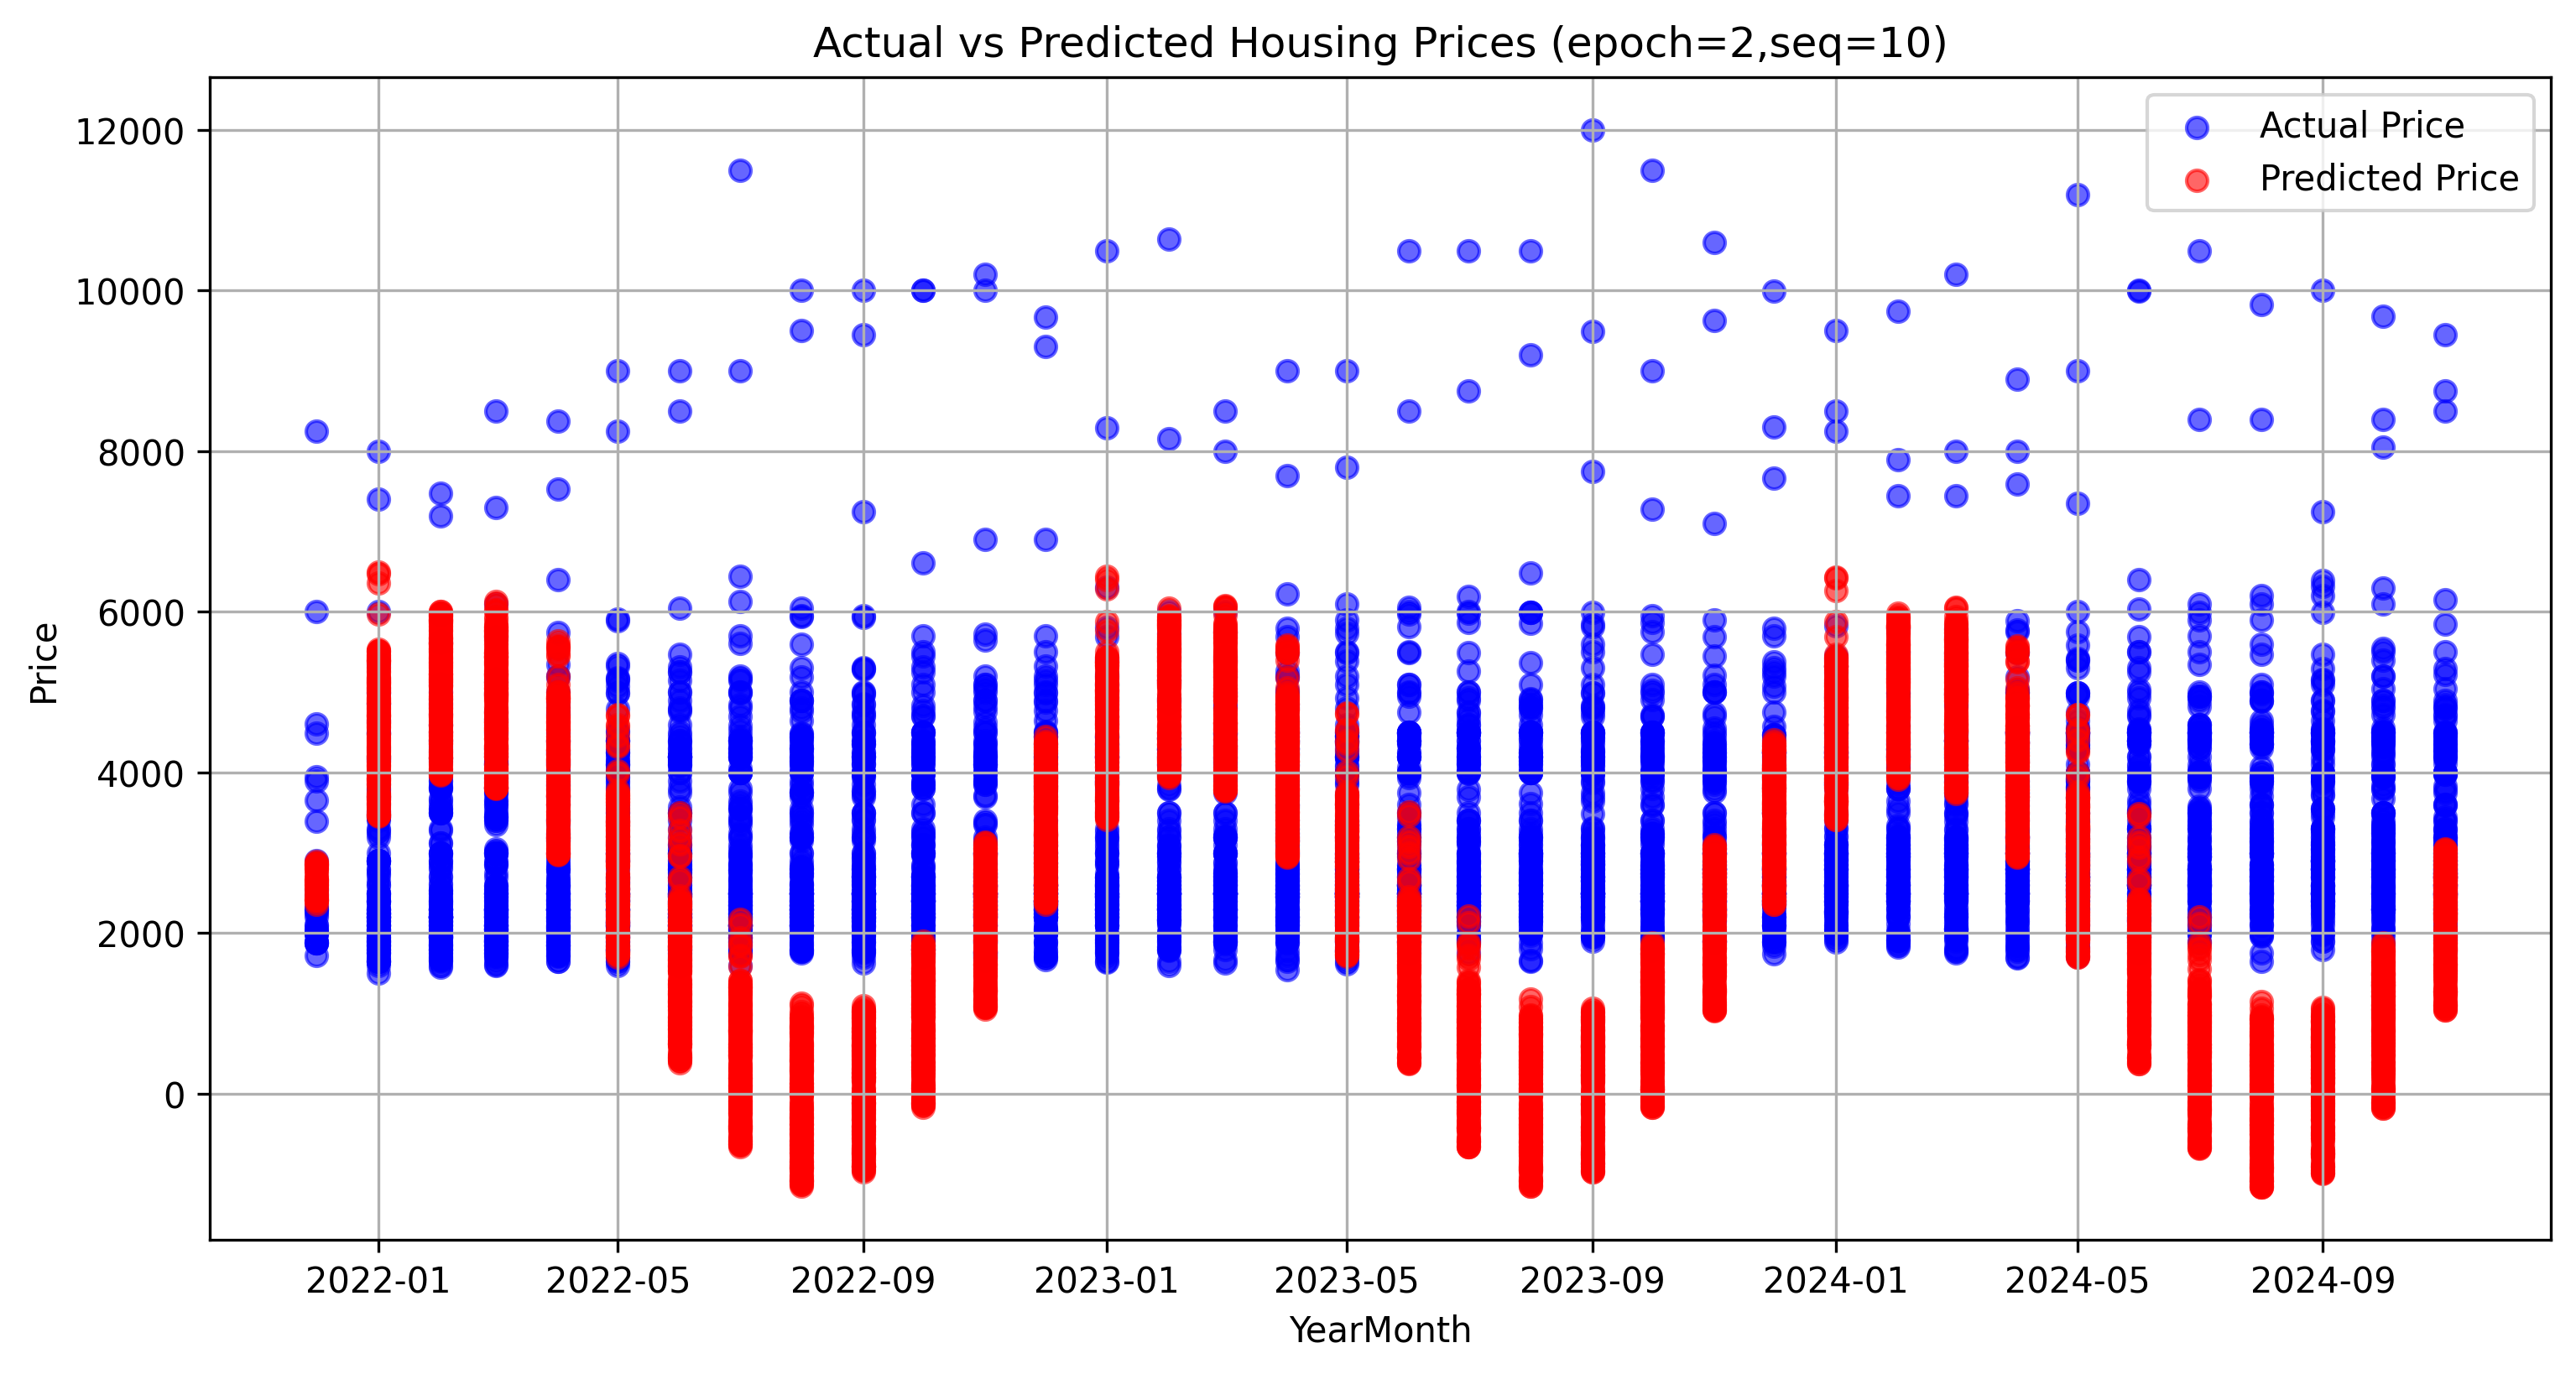 Actual vs Predicted Housing Prices (epoch=2,seq=10)
Actual Price
Predicted Price
12000
10000
8000
6000
4000
2000
0
Price
2022-01 2022-05 2022-09 2023-01 2023-05 2023-09 2024-01 2024-05 2024-09
YearMonth